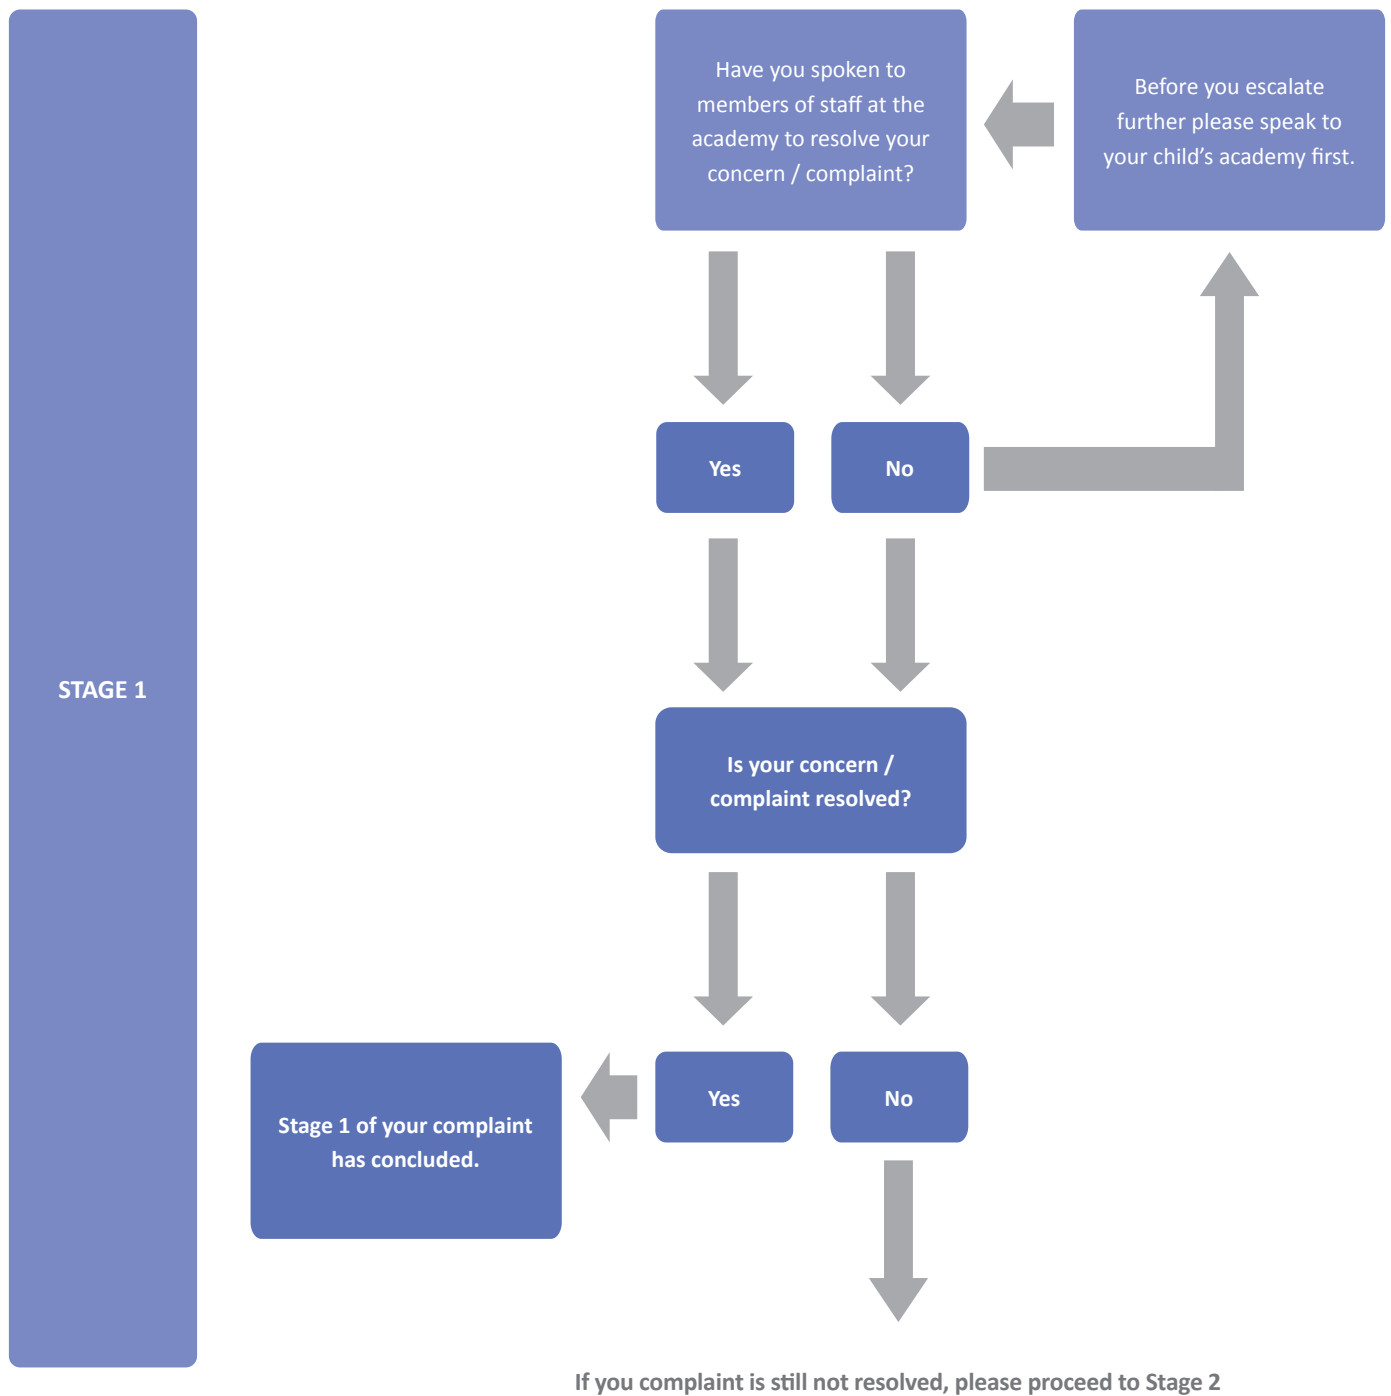 STAGE 1
Have you spoken to
members of staff at the
academy to resolve your
concern / complaint?
Before you escalate
further please speak to
your child’s academy first.
Yes
No
Is your concern /
complaint resolved?
Yes
No
Stage 1 of your complaint
has concluded.
If you complaint is still not resolved, please proceed to Stage 2